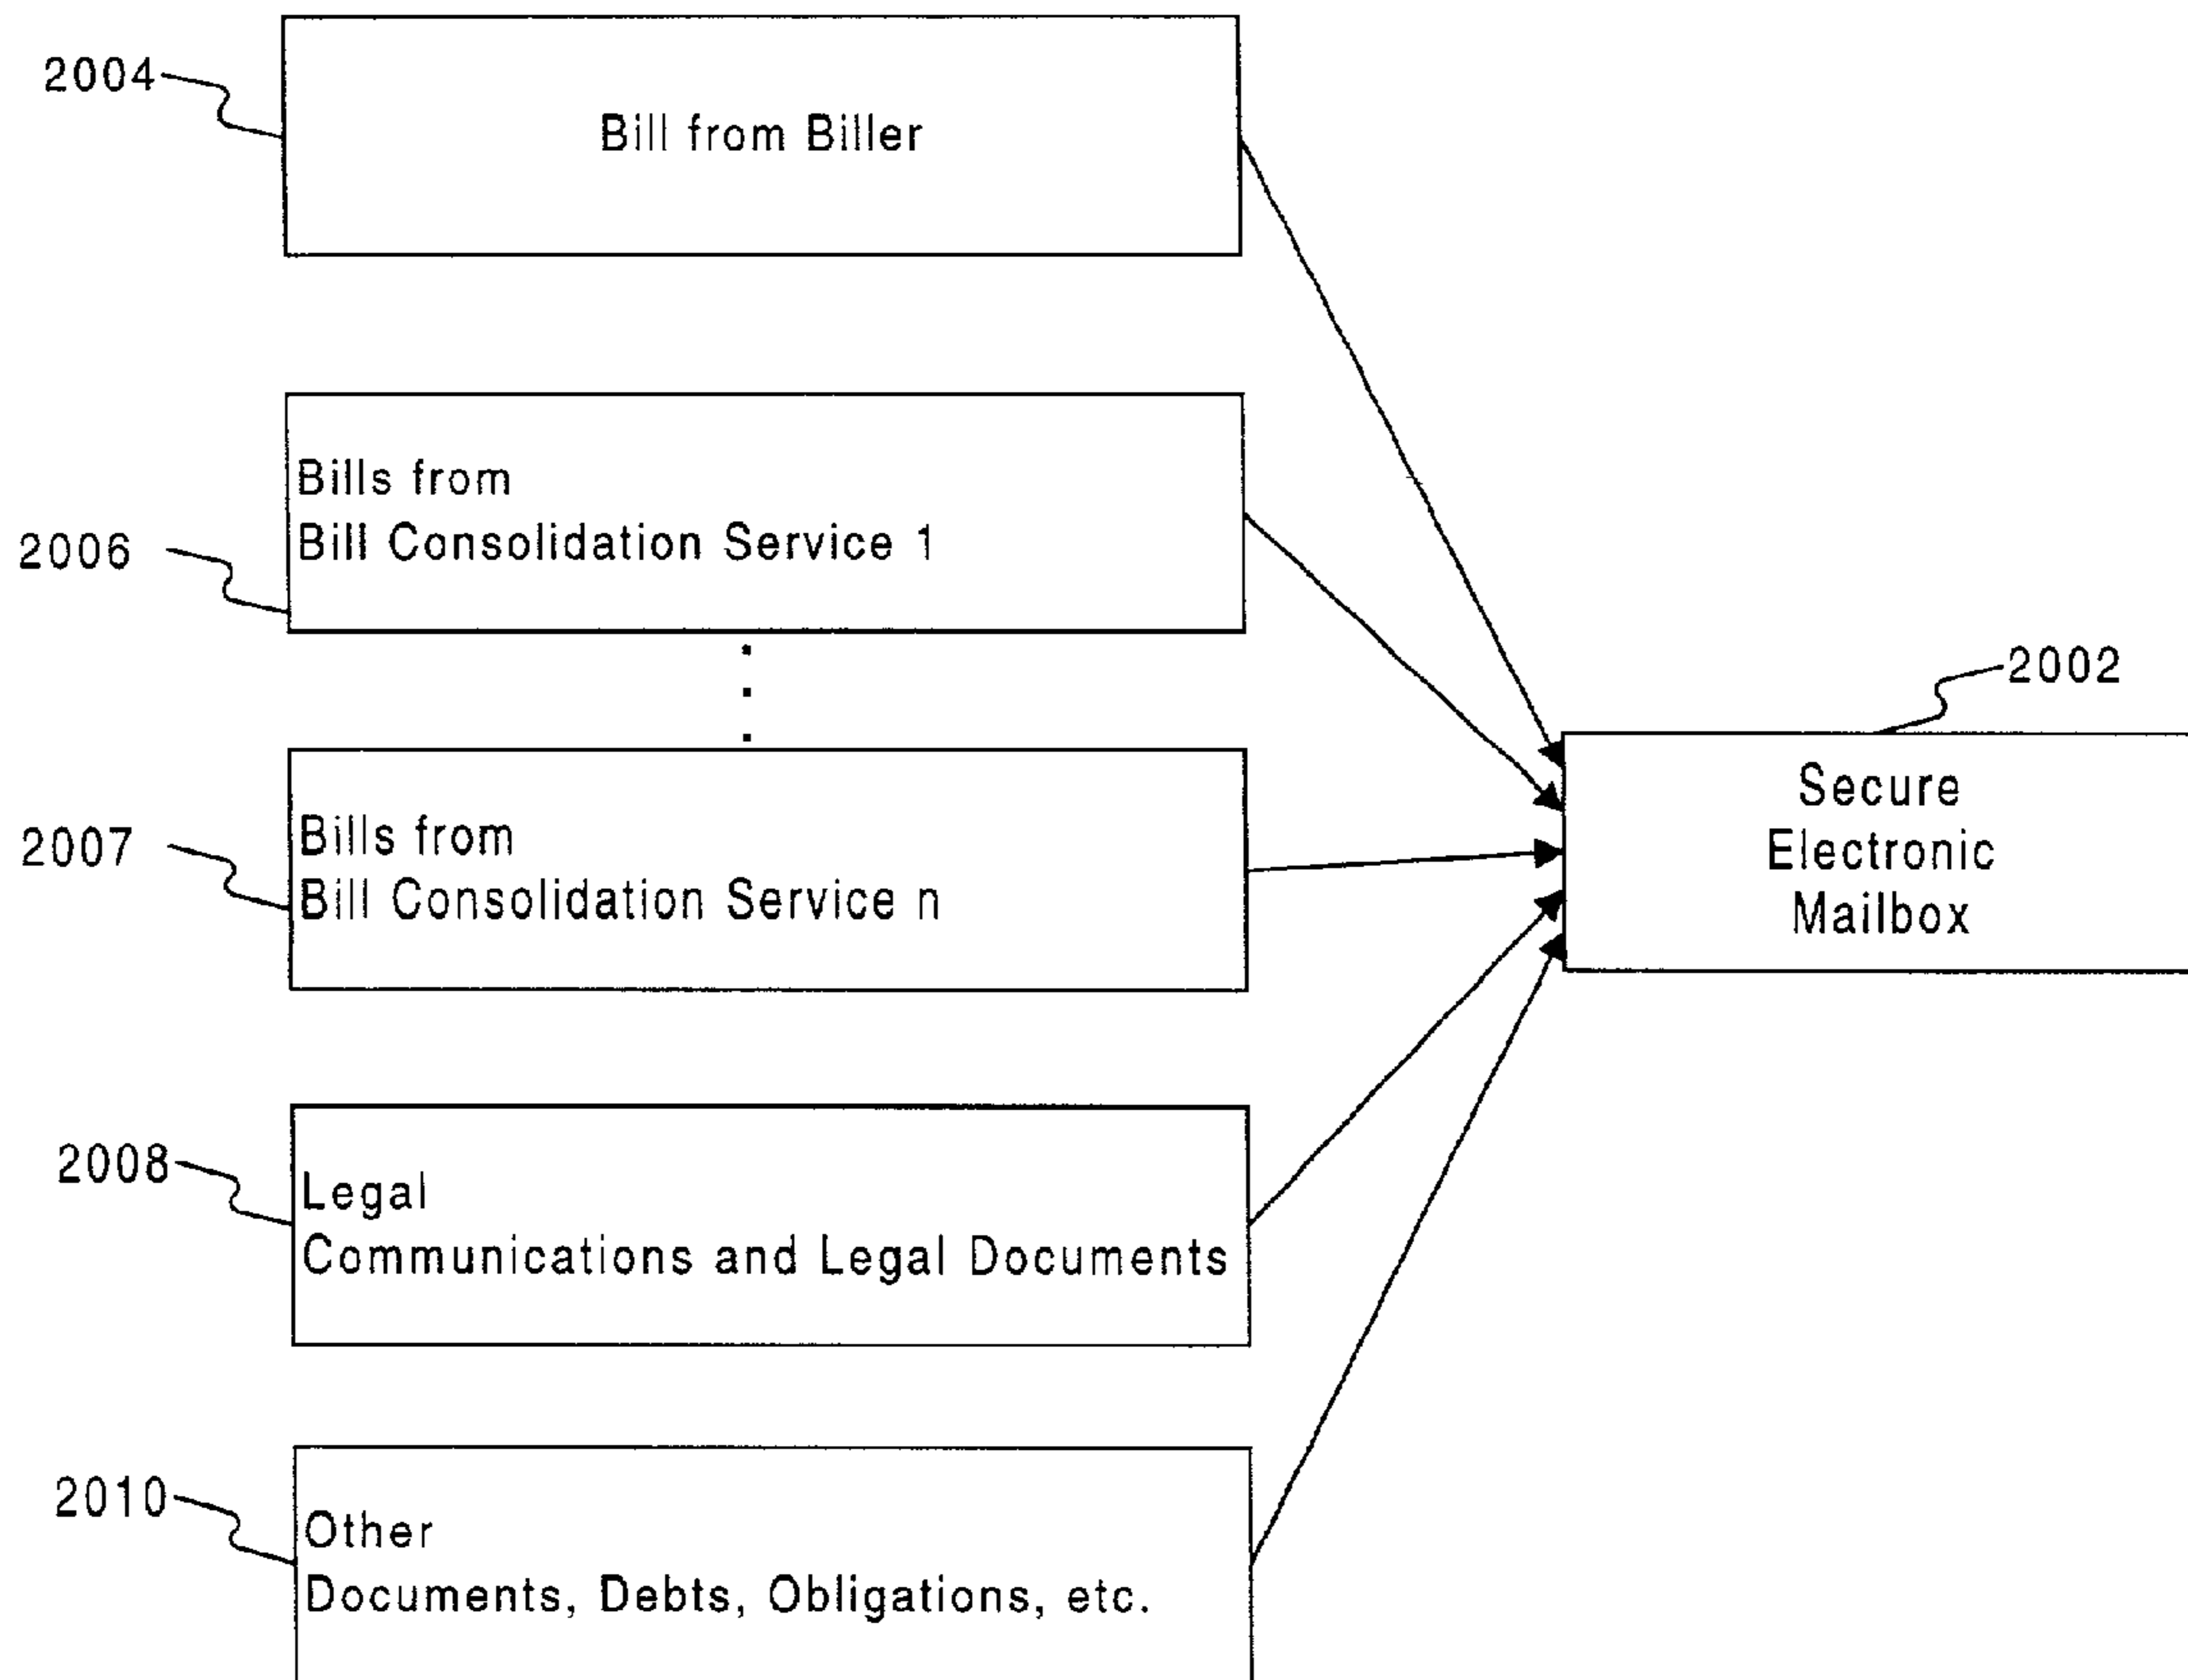 2004
Bill from Biller
2006
Bills from
Bill Consolidation Service 1
2002
Secure
Electronic
Mailbox
2007
Bills from
Bill Consolidation Service n
2008
Legal
Communications and Legal Documents
2010
Other
Documents, Debts, Obligations, etc.